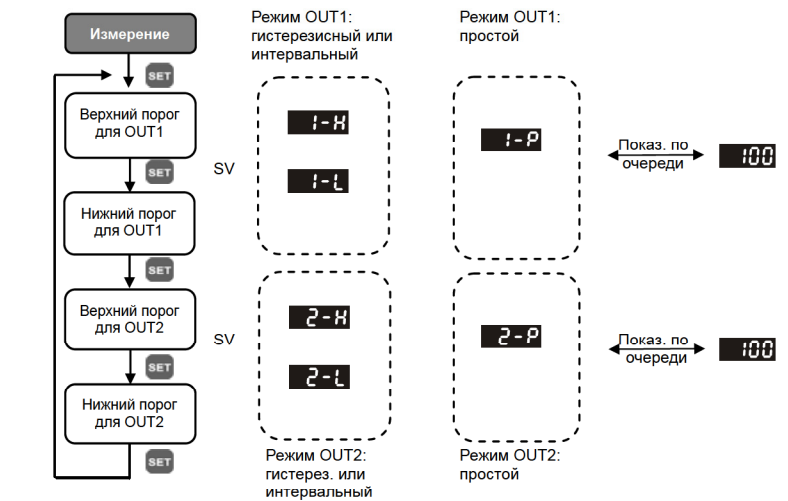 Измерение
SET
Верхний порог
для OUT1
SET
Нижний порог
для OUT1
SET
Верхний порог
для OUT2
SET
Нижний порог
для OUT2
SET
SV
SV
Режим OUT1:
гистерезисный или
интервальный
1-H
1-L
2-H
2-L
Режим OUT2:
гистерез. или
интервальный
Режим OUT1:
простой
1-P
2-P
Режим OUT2:
простой
Показ. по
очереди
100
Показ. по
очереди
100